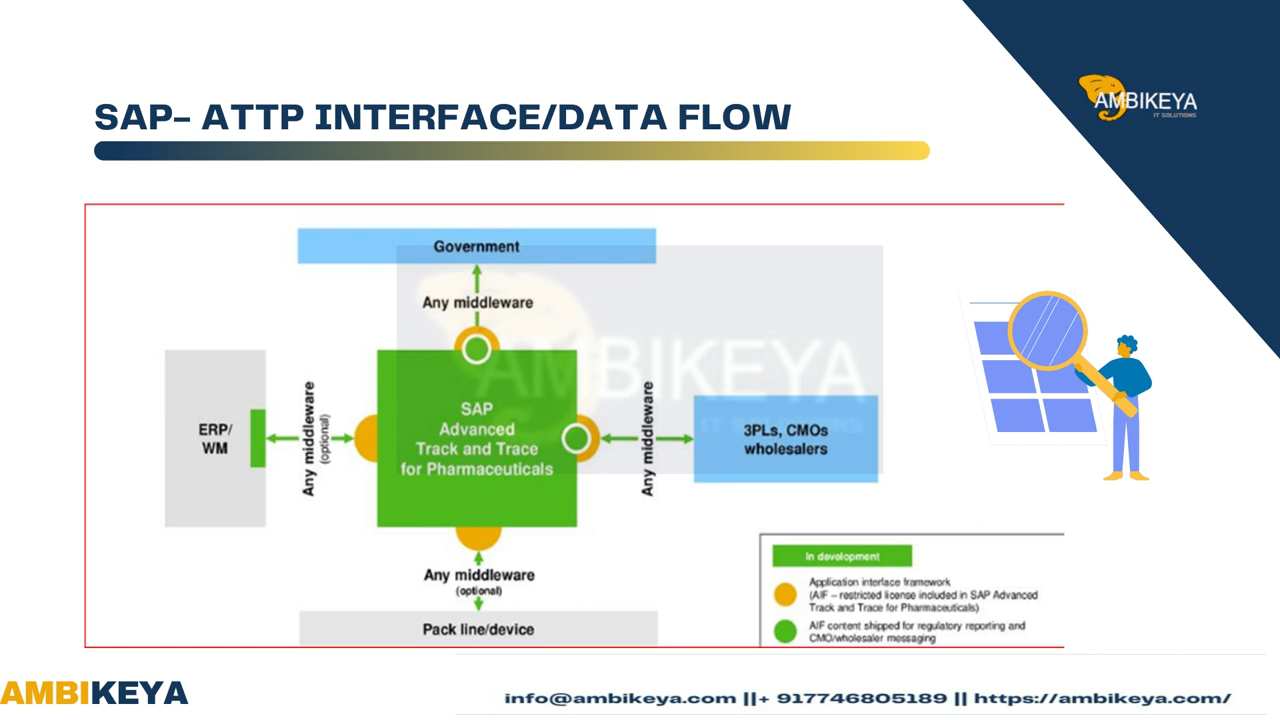 AMBIKEYA
IT SOLUTIONS
SAP– ATTP INTERFACE/DATA FLOW
Government
Any middleware
AMBIKEYA
IT SOLUTIONS
ERP/
WM
Any middleware
(optional)
SAP
Advanced
Track and Trace
for Pharmaceuticals
Any middleware
3PLs, CMOs
wholesalers
Any middleware
(optional)
Pack line/device
In development
Application interface framework
(AIF – restricted license included in SAP Advanced
Track and Trace for Pharmaceuticals)
AIF content shipped for regulatory reporting and
CMO/wholesaler messaging
AMBIKEYA
info@ambikeya.com ||+ 917746805189 || https://ambikeya.com/